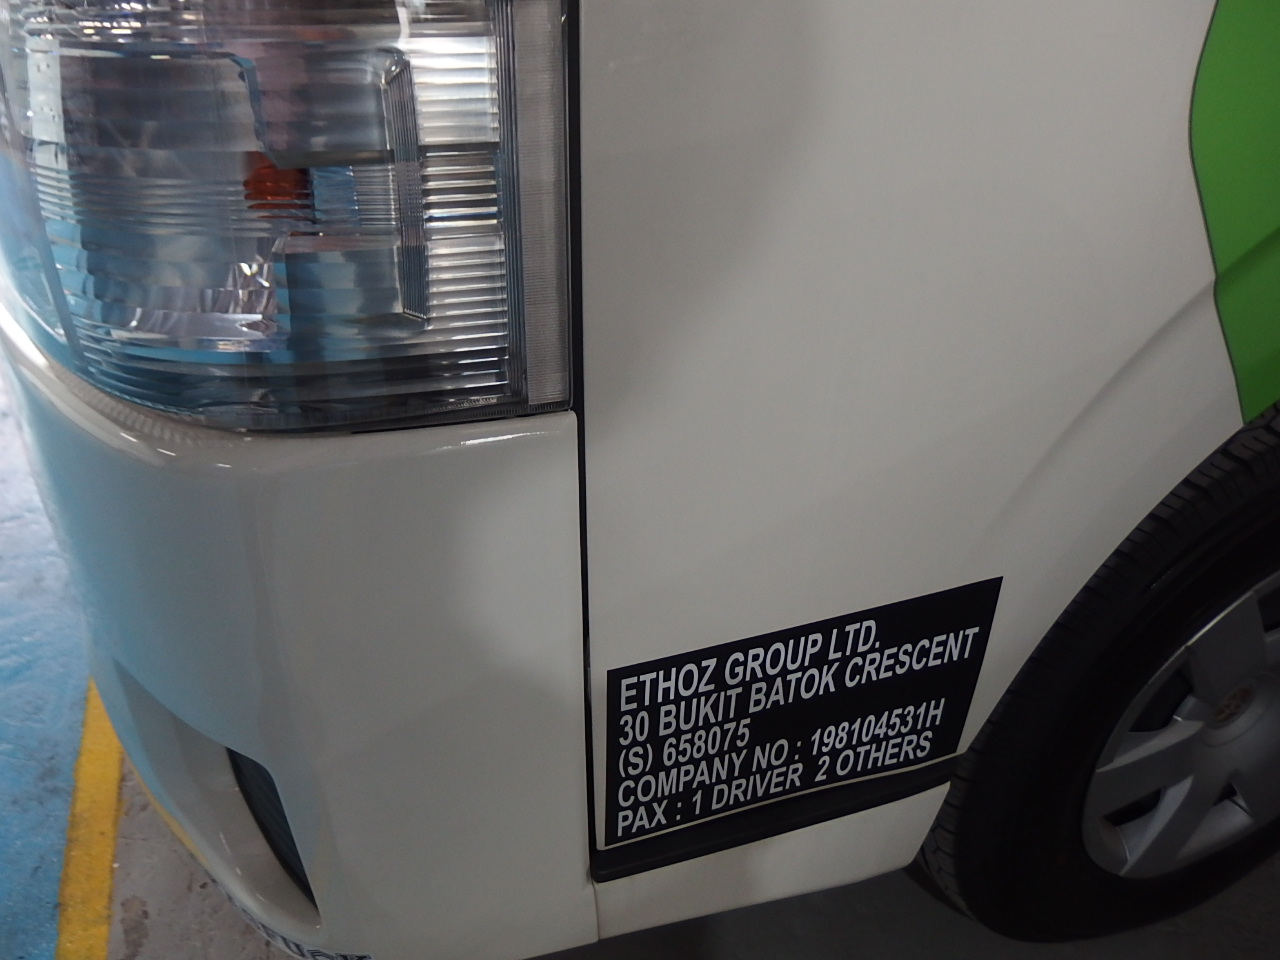 ETHOZ GROUP LTD.
30 BUKIT BATOK CRESCENT
(S) 658075
COMPANY NO : 198104531H
PAX : 1 DRIVER 2 OTHERS